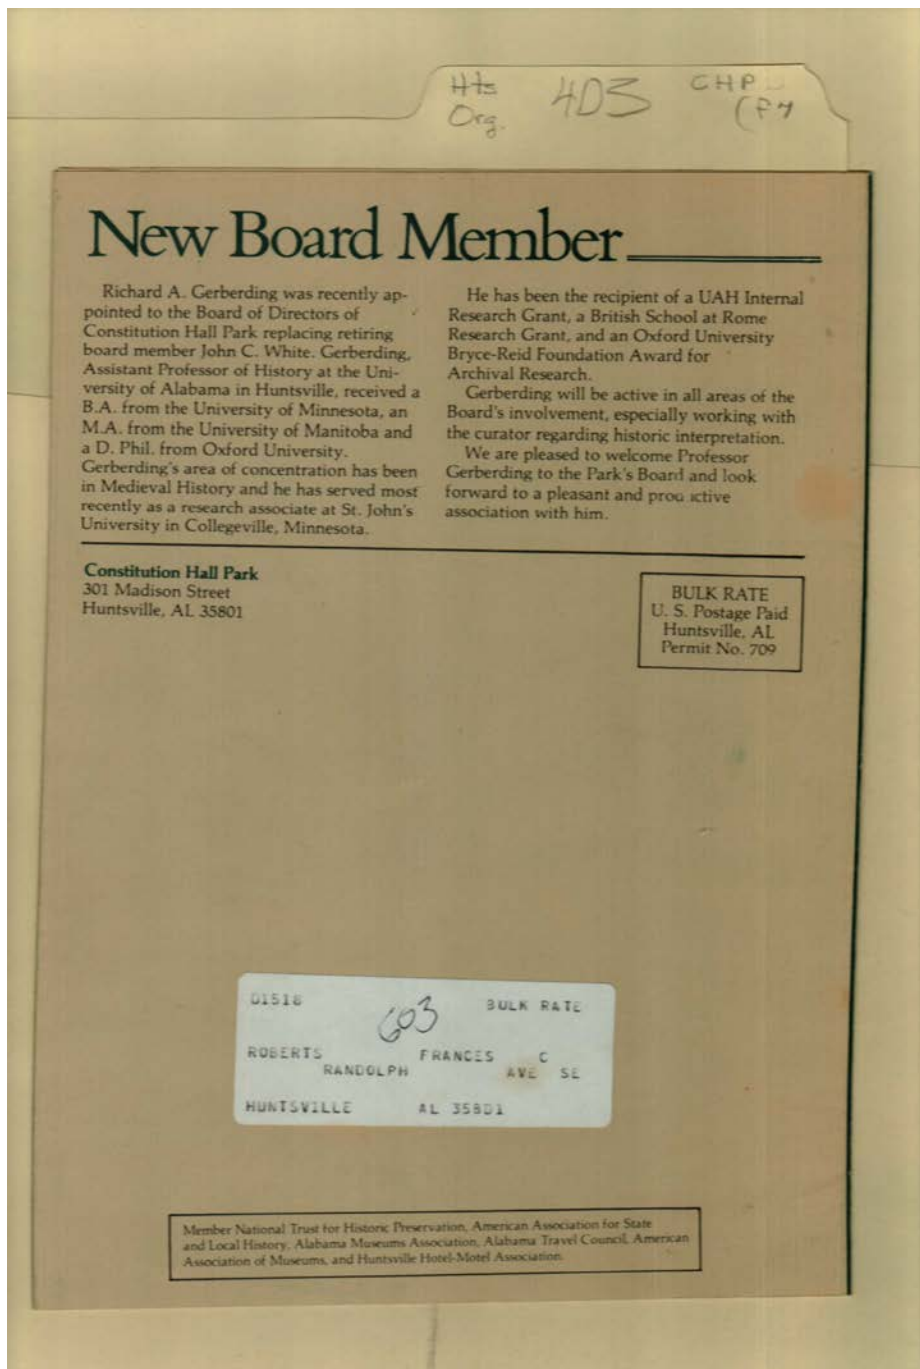 Hts
Org.
403
CHP
(P4
New Board Member
Richard A. Gerberding was recently ap-
pointed to the Board of Directors of
Constitution Hall Park replacing retiring
board member John C. White. Gerberding,
Assistant Professor of History at the Uni-
versity of Alabama in Huntsville, received a
B.A. from the University of Minnesota, an
M.A. from the University of Manitoba and
a D. Phil. from Oxford University.
Gerberding's area of concentration has been
in Medieval History and he has served most
recently as a research associate at St. John's
University in Collegeville, Minnesota.
He has been the recipient of a UAH Internal
Research Grant, a British School at Rome
Research Grant, and an Oxford University
Bryce-Reid Foundation Award for
Archival Research.
Gerberding will be active in all areas of the
Board's involvement, especially working with
the curator regarding historic interpretation.
We are pleased to welcome Professor
Gerberding to the Park's Board and look
forward to a pleasant and productive
association with him.
Constitution Hall Park
301 Madison Street
Huntsville, AL 35801
BULK RATE
U. S. Postage Paid
Huntsville, AL
Permit No. 709
01518 BULK RATE
603
ROBERTS FRANCES C
RANDOLPH AVE SE
HUNTSVILLE AL 35801
Member National Trust for Historic Preservation, American Association for State
and Local History, Alabama Museums Association, Alabama Travel Council, American
Association of Museums, and Huntsville Hotel-Motel Association.